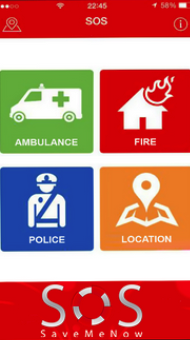 22:45
58%
SOS
AMBULANCE
FIRE
POLICE
LOCATION
SOS
SaveMeNow